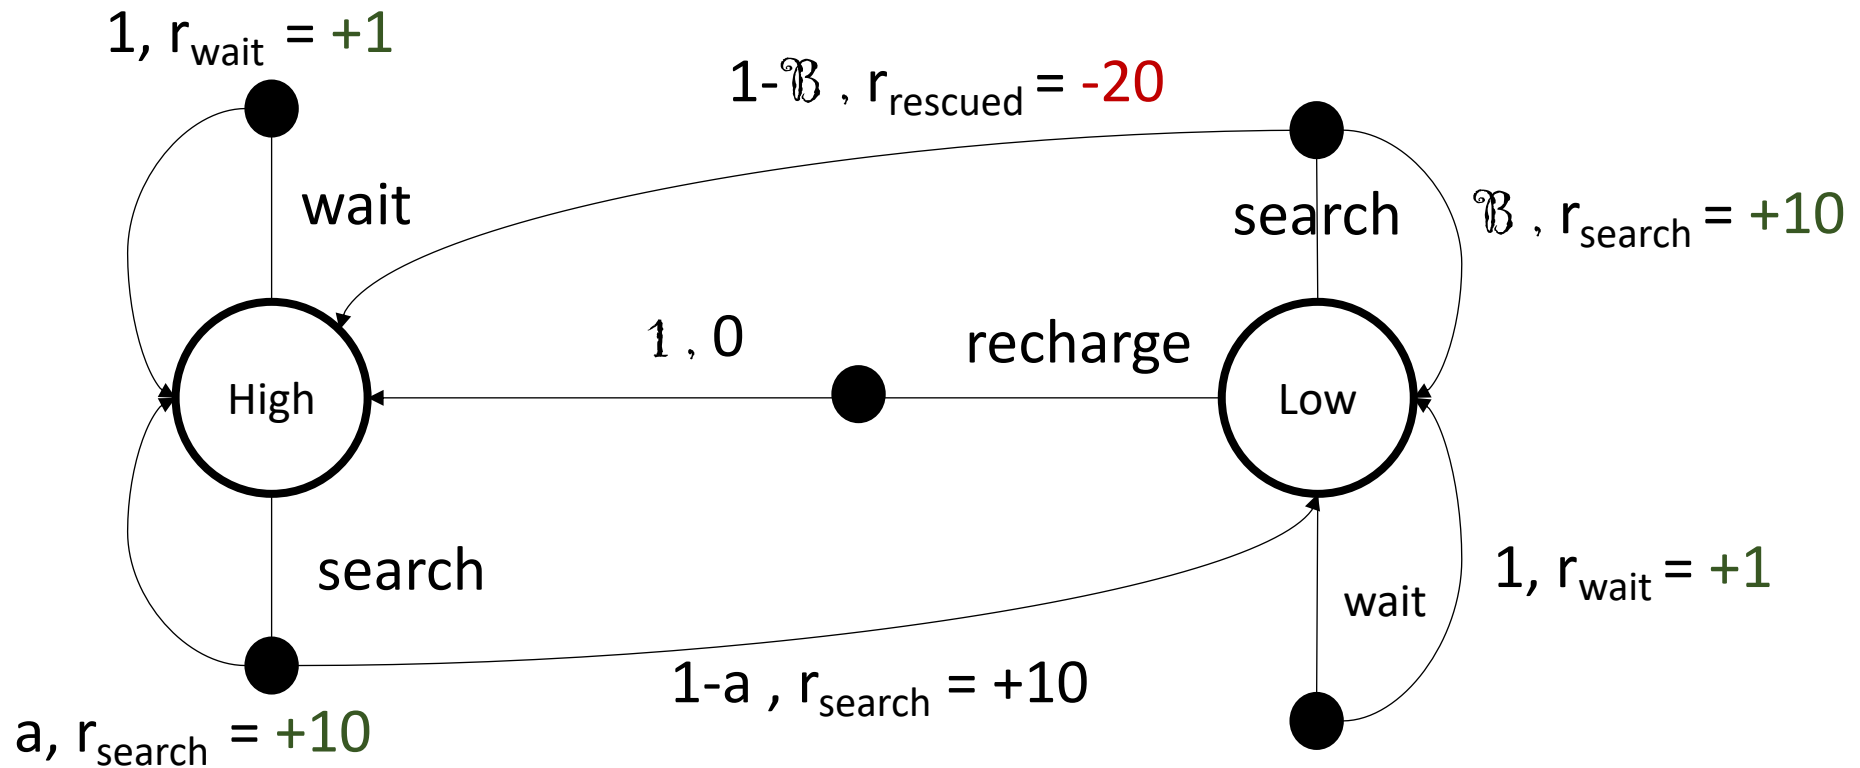 1, rwait = +1
1-ℬ , rrescued = -20
wait
search
ℬ , rsearch = +10
1 , 0
recharge
High
Low
search
wait
1, rwait = +1
1-a , rsearch = +10
a, rsearch = +10